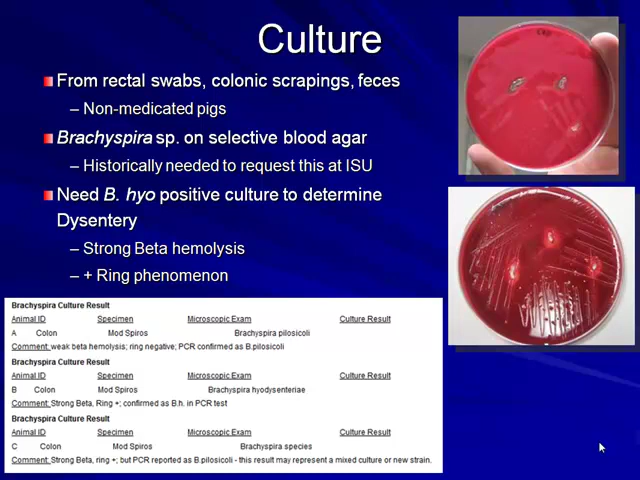 Culture
From rectal swabs, colonic scrapings, feces
– Non-medicated pigs
Brachyspira sp. on selective blood agar
– Historically needed to request this at ISU
Need B. hyo positive culture to determine
Dysentery
– Strong Beta hemolysis
– + Ring phenomenon
Brachyspira Culture Result
Animal ID Specimen Microscopic Exam Culture Result
A Colon Mod Spiros Brachyspira pilosicoli
Comment: weak beta hemolysis; ring negative; PCR confirmed as B.pilosicoli
Brachyspira Culture Result
Animal ID Specimen Microscopic Exam Culture Result
B Colon Mod Spiros Brachyspira hyodysenteriae
Comment: Strong Beta, Ring +; confirmed as B.h. in PCR test
Brachyspira Culture Result
Animal ID Specimen Microscopic Exam Culture Result
C Colon Mod Spiros Brachyspira species
Comment: Strong Beta, ring +; but PCR reported as B.pilosicoli - this result may represent a mixed culture or new strain.